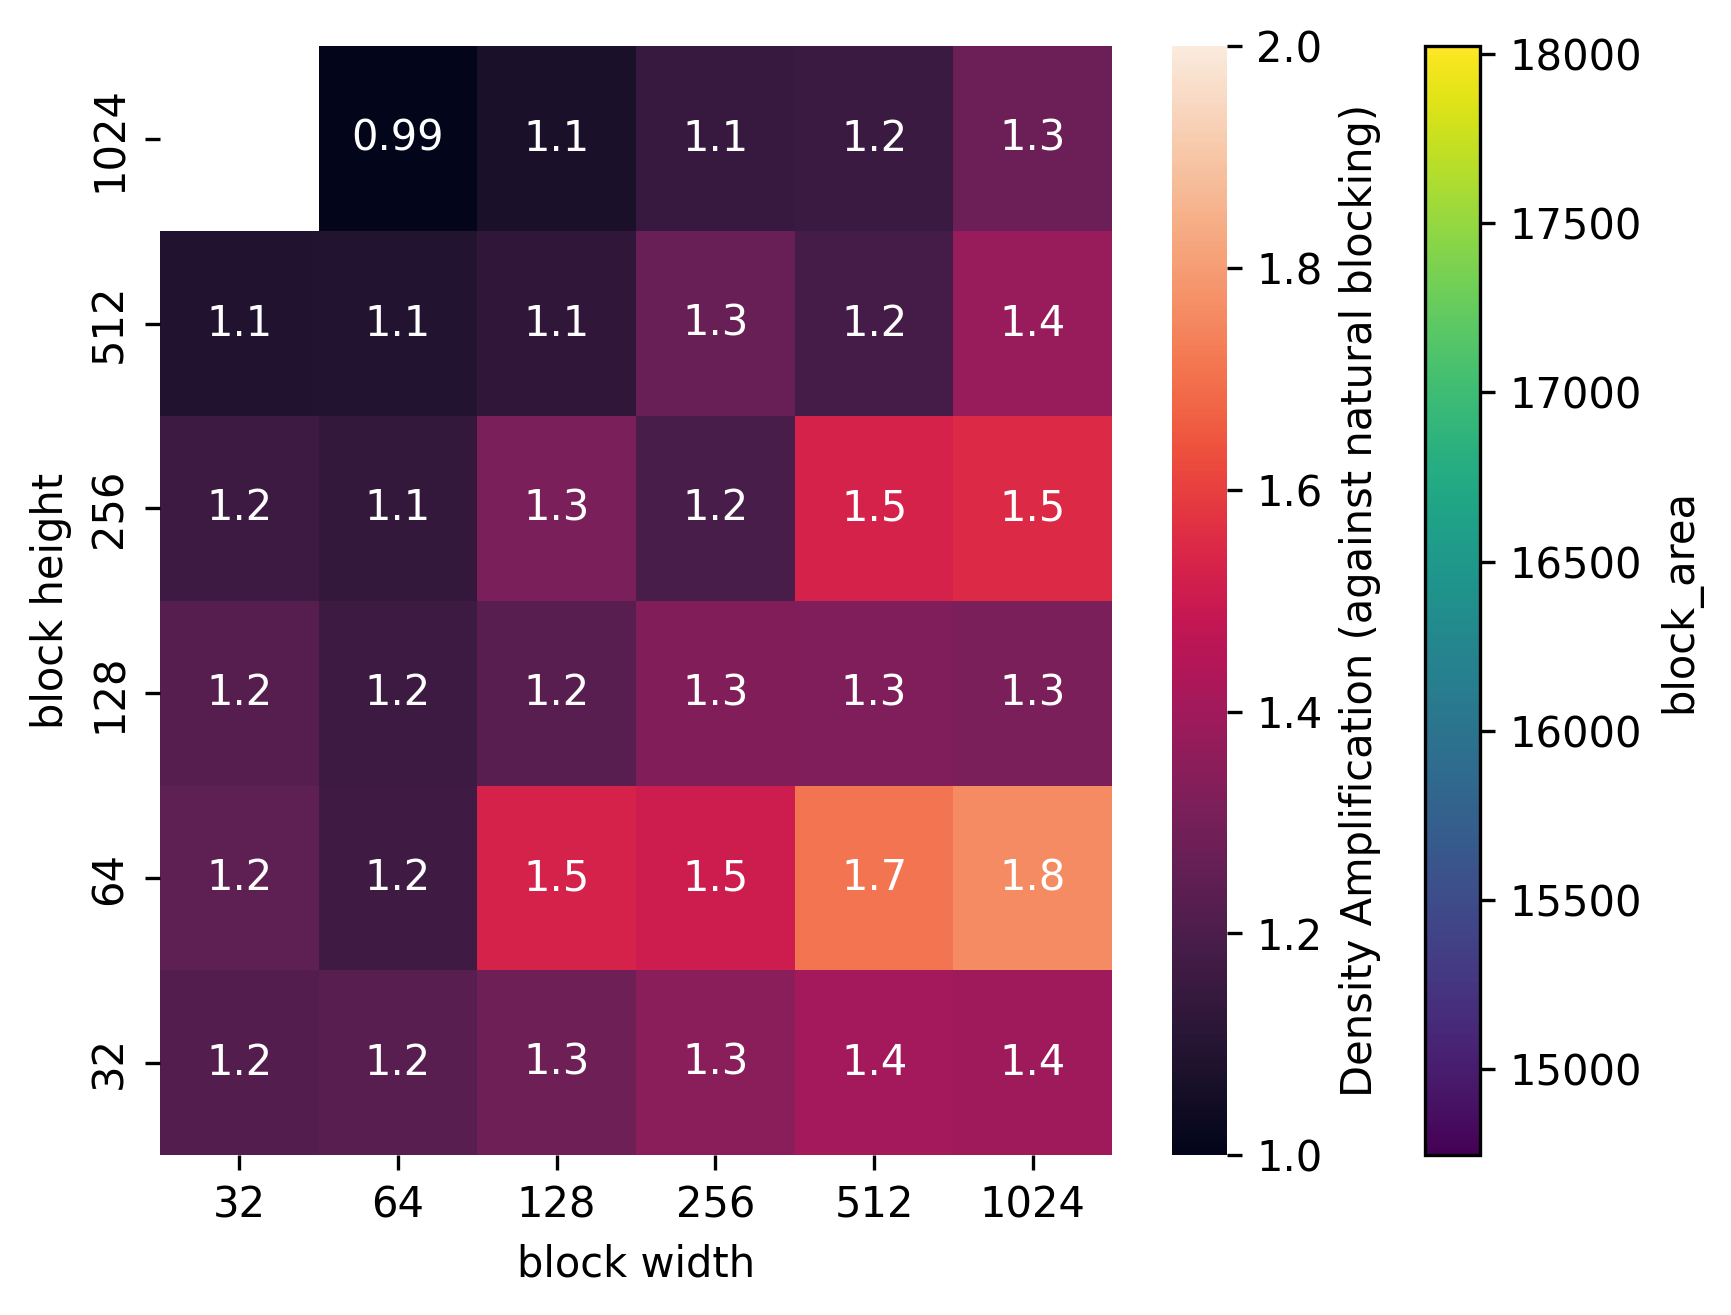 1024
0.99 1.1 1.1 1.2 1.3
512
1.1 1.1 1.1 1.3 1.2 1.4
256
1.2 1.1 1.3 1.2 1.5 1.5
128
1.2 1.2 1.2 1.3 1.3 1.3
64
1.2 1.2 1.5 1.5 1.7 1.8
32
1.2 1.2 1.3 1.3 1.4 1.4
block height
32 64 128 256 512 1024
block width
2.0
1.8
1.6
1.4
1.2
1.0
Density Amplification (against natural blocking)
18000
17500
17000
16500
16000
15500
15000
block_area